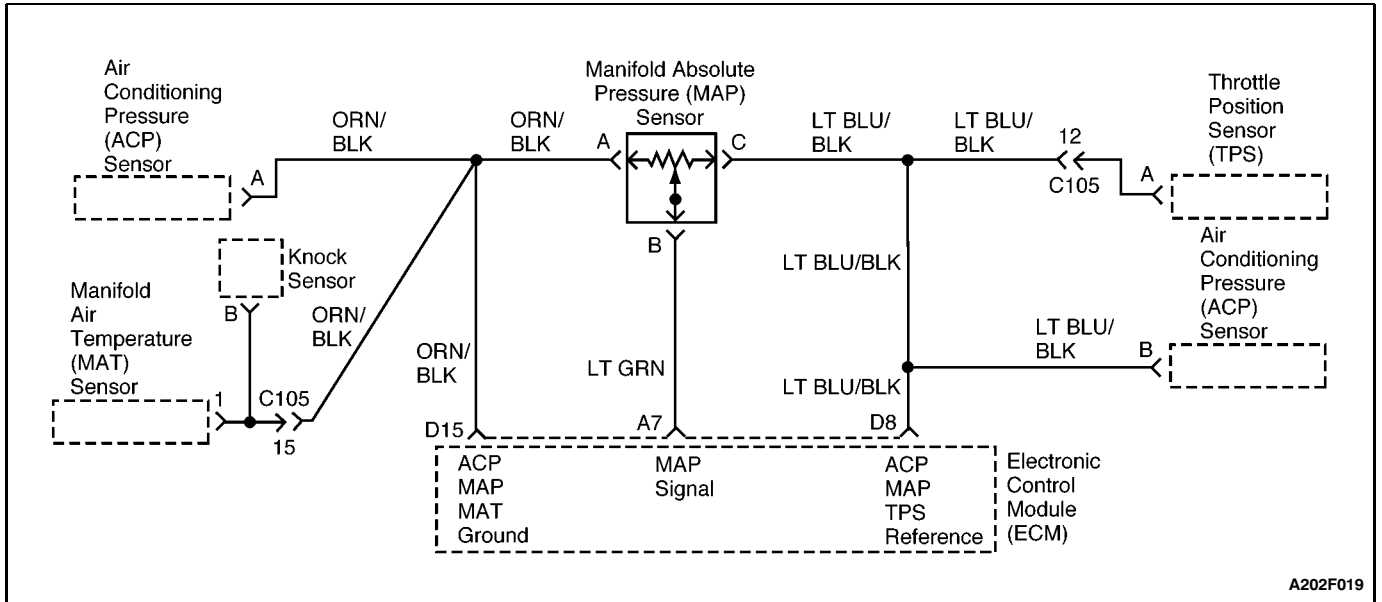 Air
Conditioning
Pressure
(ACP)
Sensor
A
ORN/
BLK
ORN/
BLK
Manifold Absolute
Pressure (MAP)
Sensor
A
C
B
LT BLU/
BLK
LT BLU/
BLK
12
C105
Throttle
Position
Sensor
(TPS)
A
Knock
Sensor
B
Manifold
Air
Temperature
(MAT)
Sensor
1
C105
15
ORN/
BLK
ORN/
BLK
LT GRN
LT BLU/BLK
LT BLU/BLK
LT BLU/
BLK
Air
Conditioning
Pressure
(ACP)
Sensor
B
D15
A7
D8
ACP
MAP
MAT
Ground
MAP
Signal
ACP
MAP
TPS
Reference
Electronic
Control
Module
(ECM)
A202F019